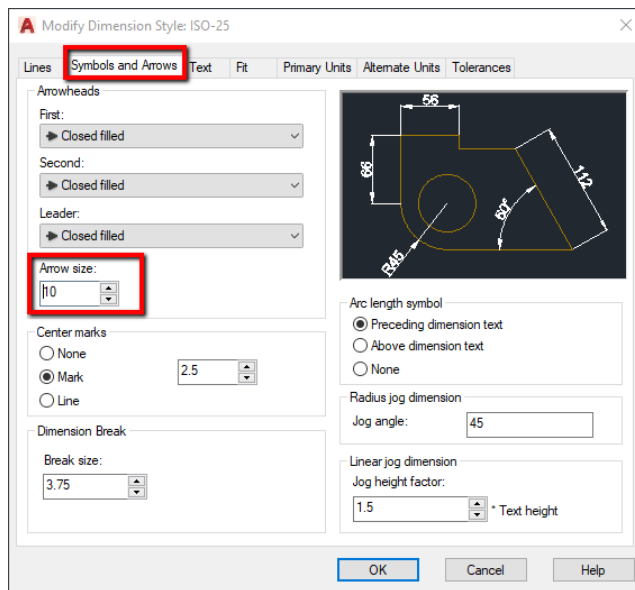 Modify Dimension Style: ISO-25
Lines
Symbols and Arrows
Text
Fit
Primary Units
Alternate Units
Tolerances
Arrowheads
First:
Closed filled
Second:
Closed filled
Leader:
Closed filled
Arrow size:
10
Center marks
None
Mark
Line
2.5
Dimension Break
Break size:
3.75
56
66
112
60°
R45
Arc length symbol
Preceding dimension text
Above dimension text
None
Radius jog dimension
Jog angle:
45
Linear jog dimension
Jog height factor:
1.5
* Text height
OK
Cancel
Help